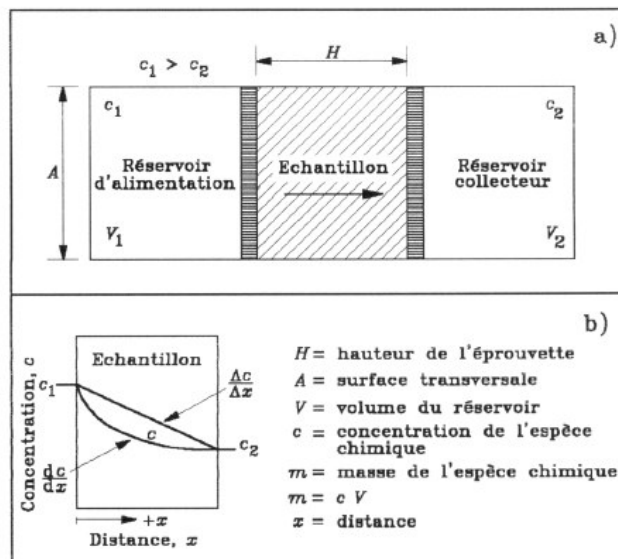 a)
c₁ > c₂
H
c₁
c₂
A
Réservoir
d'alimentation
Echantillon
Réservoir
collecteur
V₁
V₂
b)
Echantillon
Concentration, c
c₁
Δc
Δx
c
c₂
dc
dx
+x
Distance, x
H = hauteur de l'éprouvette
A = surface transversale
V = volume du réservoir
c = concentration de l'espèce
chimique
m = masse de l'espèce chimique
m = c V
x = distance